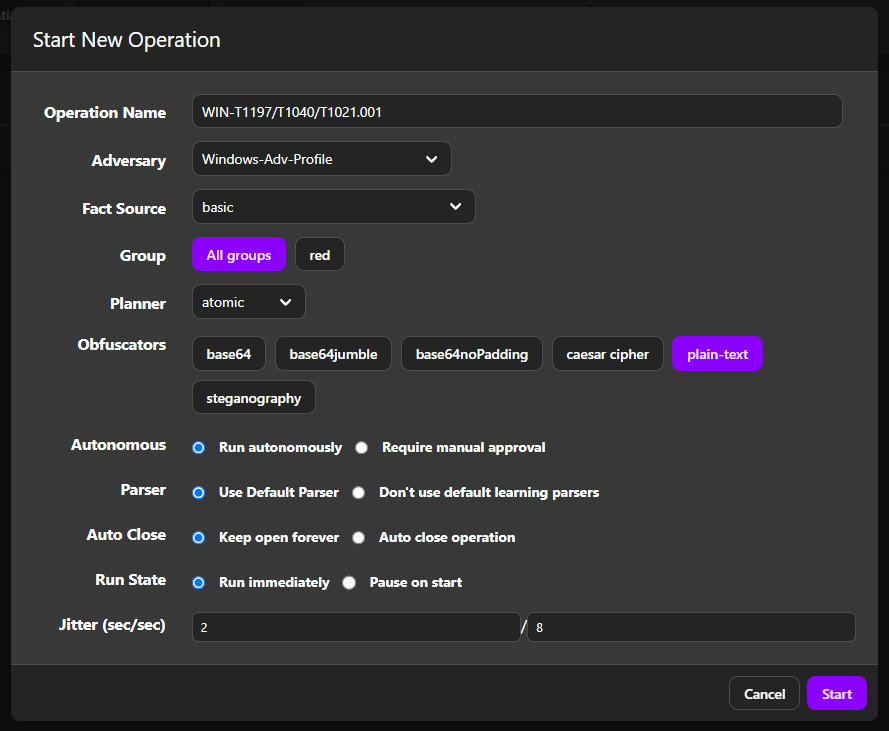 Start New Operation
Operation Name WIN-T1197/T1040/T1021.001
Adversary Windows-Adv-Profile
Fact Source basic
Group All groups red
Planner atomic
Obfuscators base64 base64jumble base64noPadding caesar cipher plain-text
steganography
Autonomous Run autonomously Require manual approval
Parser Use Default Parser Don't use default learning parsers
Auto Close Keep open forever Auto close operation
Run State Run immediately Pause on start
Jitter (sec/sec) 2 / 8
Cancel Start